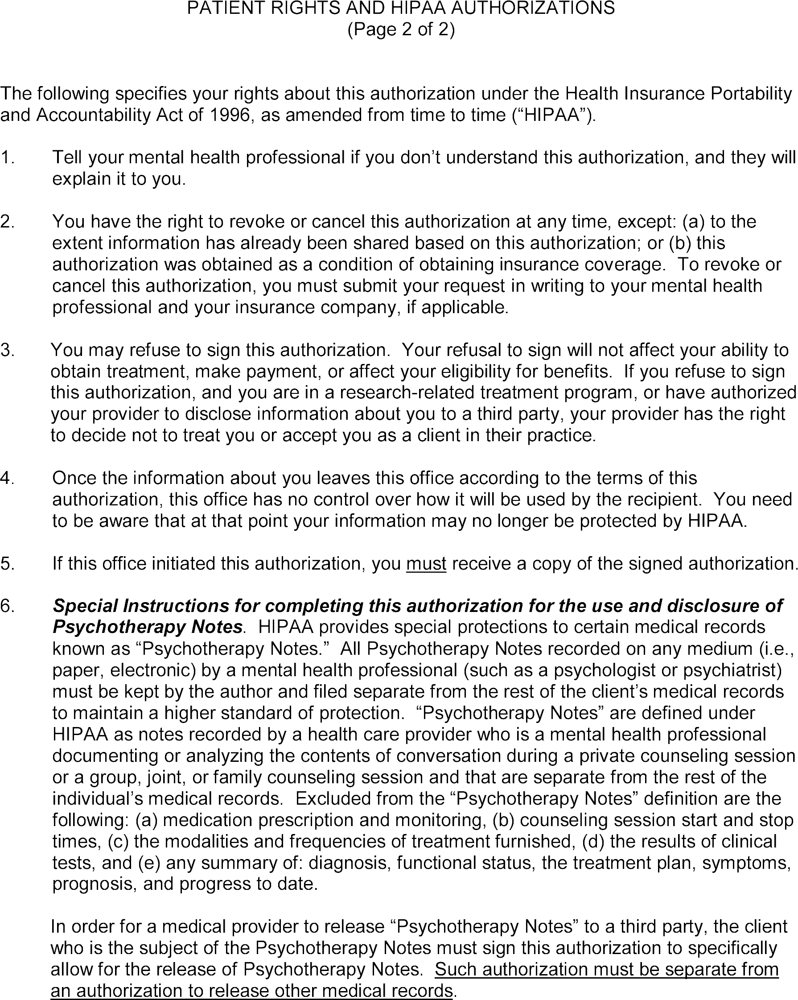 PATIENT RIGHTS AND HIPAA AUTHORIZATIONS
(Page 2 of 2)
The following specifies your rights about this authorization under the Health Insurance Portability
and Accountability Act of 1996, as amended from time to time (“HIPAA”).
1. Tell your mental health professional if you don’t understand this authorization, and they will
explain it to you.
2. You have the right to revoke or cancel this authorization at any time, except: (a) to the
extent information has already been shared based on this authorization; or (b) this
authorization was obtained as a condition of obtaining insurance coverage. To revoke or
cancel this authorization, you must submit your request in writing to your mental health
professional and your insurance company, if applicable.
3. You may refuse to sign this authorization. Your refusal to sign will not affect your ability to
obtain treatment, make payment, or affect your eligibility for benefits. If you refuse to sign
this authorization, and you are in a research-related treatment program, or have authorized
your provider to disclose information about you to a third party, your provider has the right
to decide not to treat you or accept you as a client in their practice.
4. Once the information about you leaves this office according to the terms of this
authorization, this office has no control over how it will be used by the recipient. You need
to be aware that at that point your information may no longer be protected by HIPAA.
5. If this office initiated this authorization, you must receive a copy of the signed authorization.
6. Special Instructions for completing this authorization for the use and disclosure of
Psychotherapy Notes. HIPAA provides special protections to certain medical records
known as “Psychotherapy Notes.” All Psychotherapy Notes recorded on any medium (i.e.,
paper, electronic) by a mental health professional (such as a psychologist or psychiatrist)
must be kept by the author and filed separate from the rest of the client’s medical records
to maintain a higher standard of protection. “Psychotherapy Notes” are defined under
HIPAA as notes recorded by a health care provider who is a mental health professional
documenting or analyzing the contents of conversation during a private counseling session
or a group, joint, or family counseling session and that are separate from the rest of the
individual’s medical records. Excluded from the “Psychotherapy Notes” definition are the
following: (a) medication prescription and monitoring, (b) counseling session start and stop
times, (c) the modalities and frequencies of treatment furnished, (d) the results of clinical
tests, and (e) any summary of: diagnosis, functional status, the treatment plan, symptoms,
prognosis, and progress to date.
In order for a medical provider to release “Psychotherapy Notes” to a third party, the client
who is the subject of the Psychotherapy Notes must sign this authorization to specifically
allow for the release of Psychotherapy Notes. Such authorization must be separate from
an authorization to release other medical records.